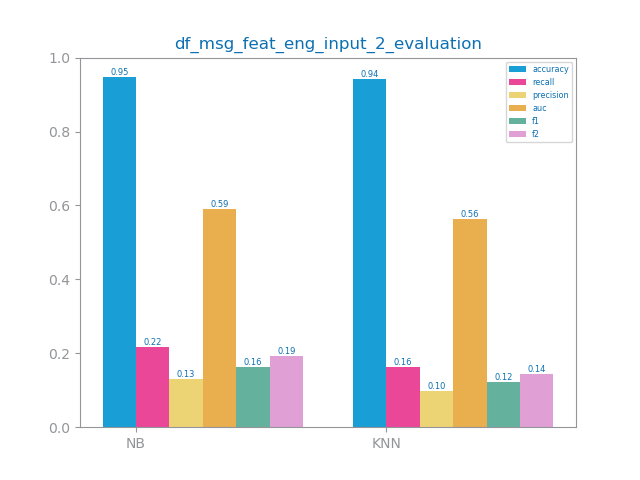 df_msg_feat_eng_input_2_evaluation
1.0
0.8
0.6
0.4
0.2
0.0
0.95
0.22
0.13
0.59
0.16
0.19
0.94
0.16
0.10
0.56
0.12
0.14
accuracy
recall
precision
auc
f1
f2
NB
KNN